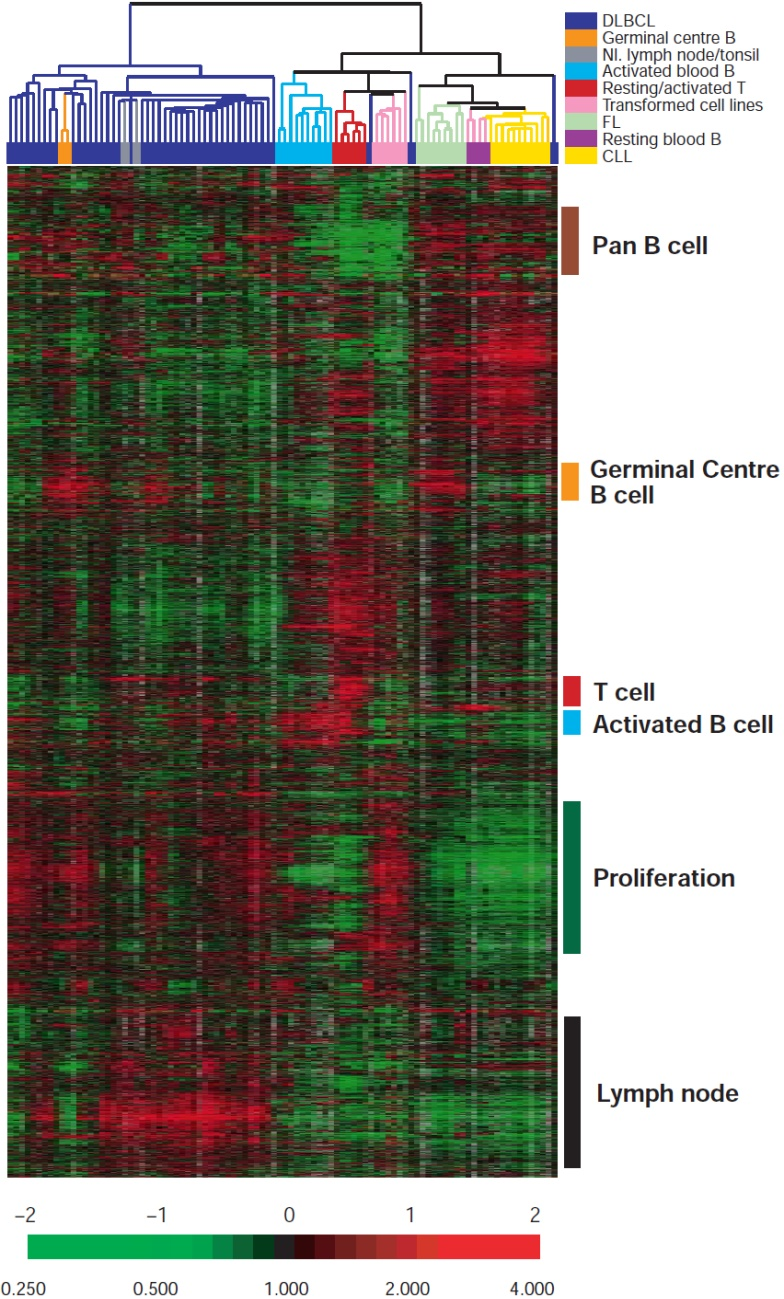 DLBCL
Germinal centre B
Nl. lymph node/tonsil
Activated blood B
Resting/activated T
Transformed cell lines
FL
Resting blood B
CLL
Pan B cell
Germinal Centre
B cell
T cell
Activated B cell
Proliferation
Lymph node
–2 –1 0 1 2
0.250 0.500 1.000 2.000 4.000